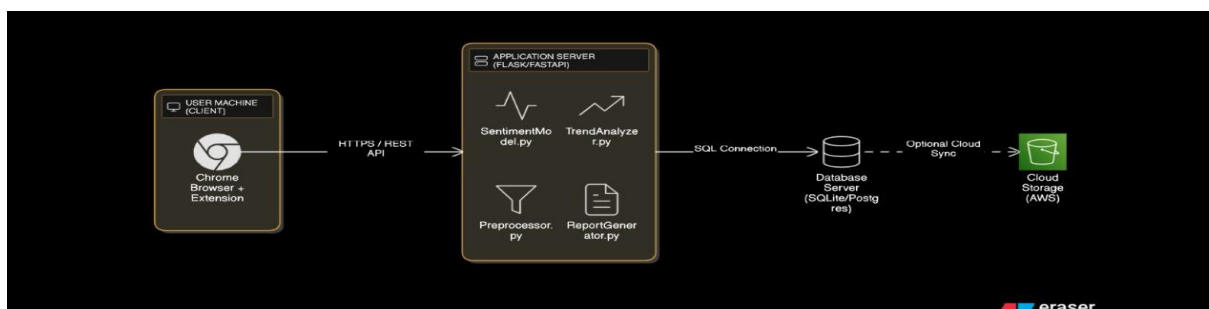 USER MACHINE
(CLIENT)
Chrome
Browser +
Extension
HTTPS / REST
API
APPLICATION SERVER
(FLASK/FASTAPI)
SentimentMo
del.py
TrendAnalyze
r.py
Preprocessor.
py
ReportGener
ator.py
SQL Connection
Database
Server
(SQLite/Postg
res)
Optional Cloud
Sync
Cloud
Storage
(AWS)
eraser